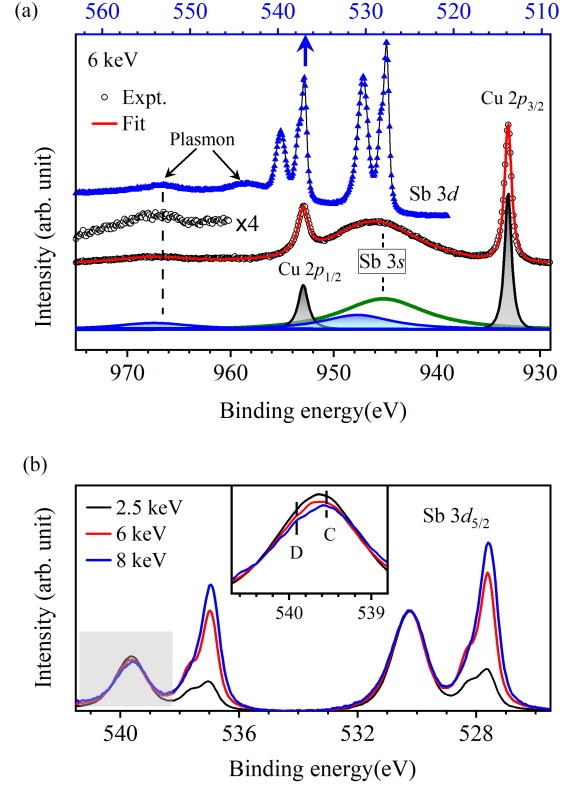 (a)
560 550 540 530 520 510
6 keV
Expt.
Fit
Plasmon
Cu 2p3/2
Sb 3d
x4
Cu 2p1/2
Sb 3s
Intensity (arb. unit)
970 960 950 940 930
Binding energy(eV)
(b)
2.5 keV
6 keV
8 keV
D C
540 539
Sb 3d5/2
Intensity (arb. unit)
540 536 532 528
Binding energy(eV)